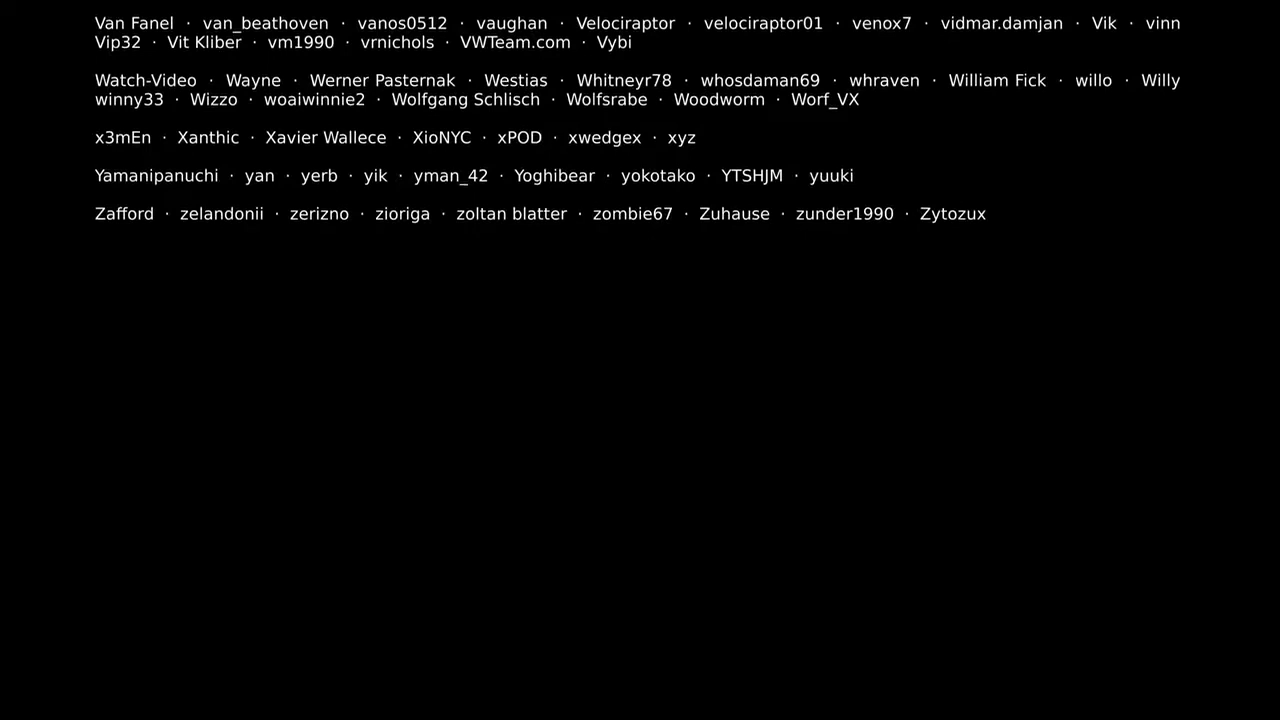 Van Fanel · van_beathoven · vanos0512 · vaughan · Velociraptor · velociraptor01 · venox7 · vidmar.damjan · Vik · vinn
Vip32 · Vit Kliber · vm1990 · vrnichols · VWTeam.com · Vybi
Watch-Video · Wayne · Werner Pasternak · Westias · Whitneyr78 · whosdaman69 · whraven · William Fick · willo · Willy
winny33 · Wizzo · woaiwinnie2 · Wolfgang Schlisch · Wolfsrabe · Woodworm · Worf_VX
x3mEn · Xanthic · Xavier Wallece · XioNYC · xPOD · xwedgex · xyz
Yamanipanuchi · yan · yerb · yik · yman_42 · Yoghibear · yokotako · YTSHJM · yuuki
Zafford · zelandonii · zerizno · zioriga · zoltan blatter · zombie67 · Zuhause · zunder1990 · Zytozux